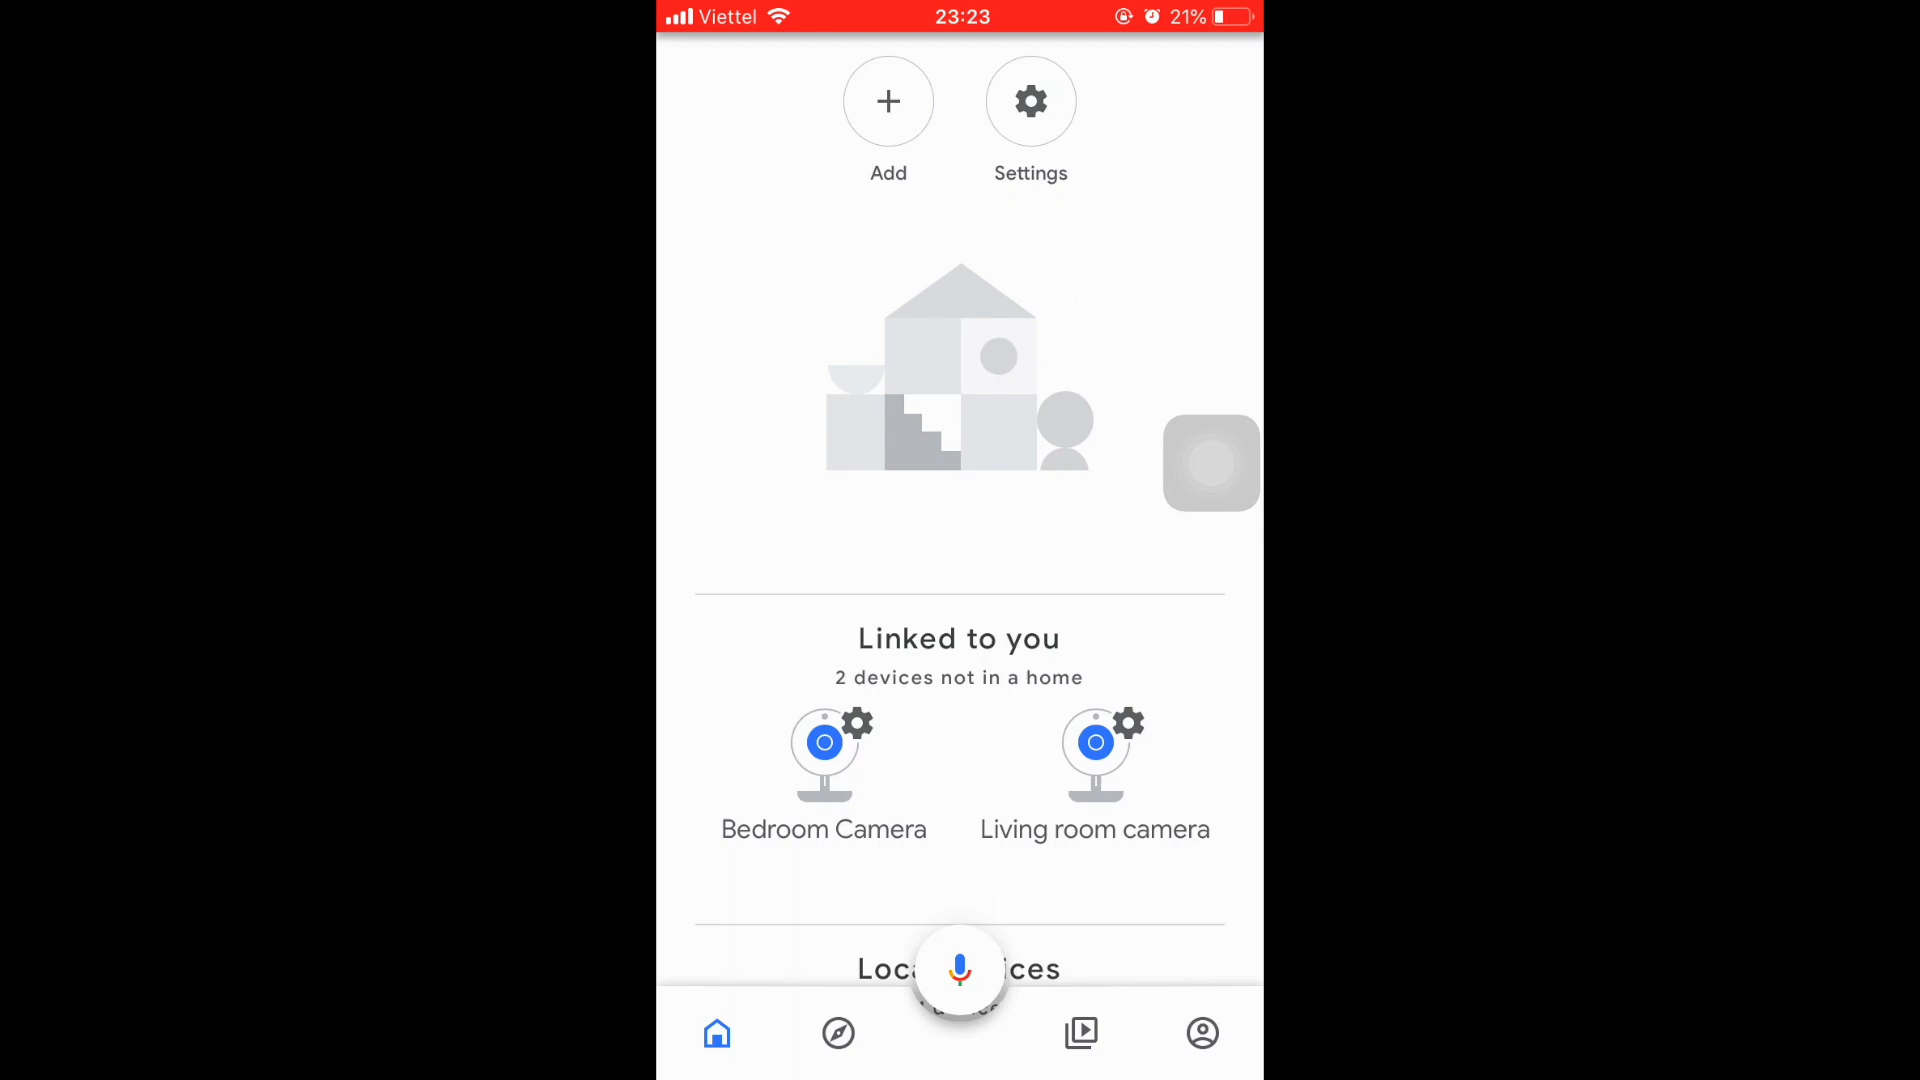 Viettel 23:23 21%
Add Settings
Linked to you
2 devices not in a home
Bedroom Camera Living room camera